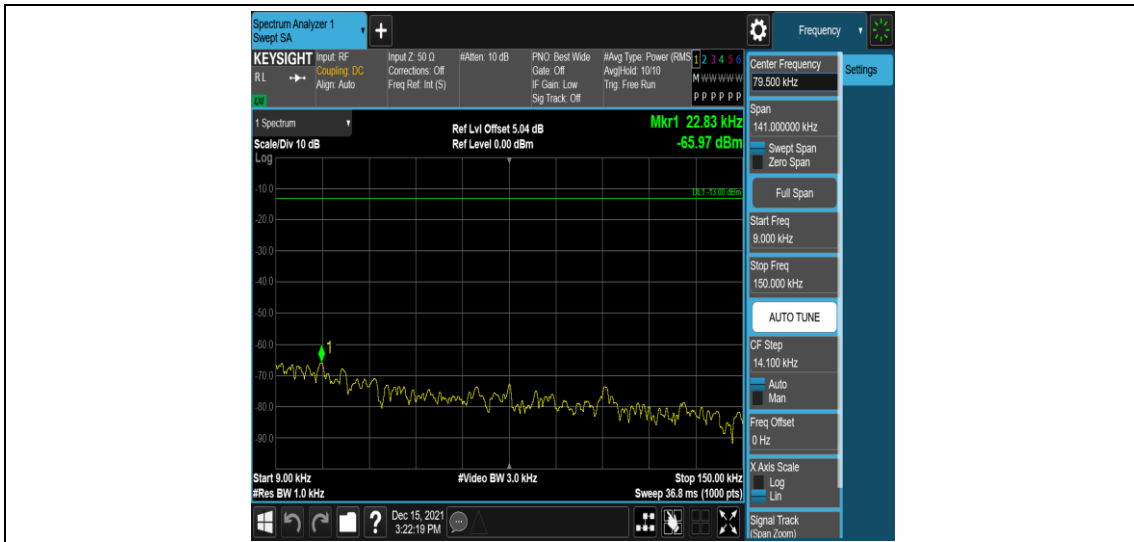 Spectrum Analyzer 1
Swept SA
+
Frequency
KEYSIGHT
RL
LXI
Input: RF
Coupling: DC
Align: Auto
Input Z: 50 Ω
Corrections: Off
Freq Ref: Int (S)
#Atten: 10 dB
PNO: Best Wide
Gate: Off
IF Gain: Low
Sig Track: Off
#Avg Type: Power (RMS
Avg|Hold: 10/10
Trig: Free Run
1 2 3 4 5 6
M W W W W W
P P P P P P
1 Spectrum
Scale/Div 10 dB
Ref Lvl Offset 5.04 dB
Ref Level 0.00 dBm
Mkr1 22.83 kHz
-65.97 dBm
Log
DL1 -13.00 dBm
-10.0
-20.0
-30.0
-40.0
-50.0
-60.0
-70.0
-80.0
-90.0
1
Start 9.00 kHz
#Res BW 1.0 kHz
#Video BW 3.0 kHz
Stop 150.00 kHz
Sweep 36.8 ms (1000 pts)
Center Frequency
79.500 kHz
Settings
Span
141.000000 kHz
Swept Span
Zero Span
Full Span
Start Freq
9.000 kHz
Stop Freq
150.000 kHz
AUTO TUNE
CF Step
14.100 kHz
Auto
Man
Freq Offset
0 Hz
X Axis Scale
Log
Lin
Signal Track
(Span Zoom)
?
Dec 15, 2021
3:22:19 PM